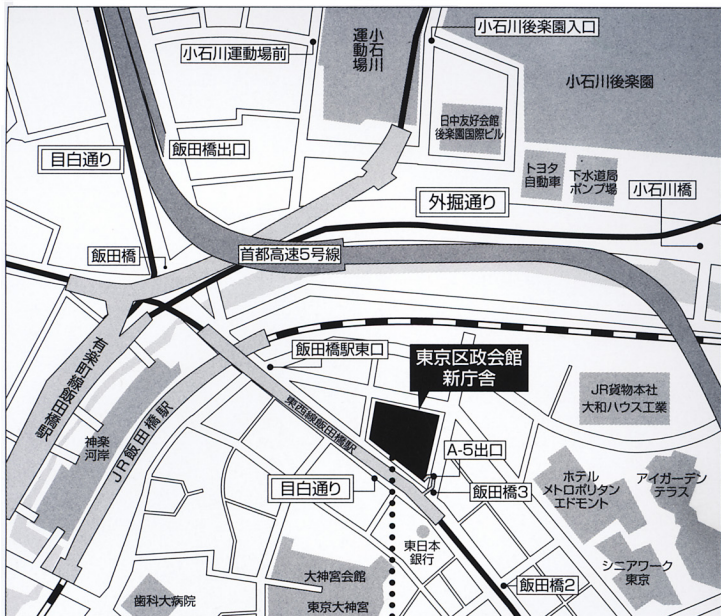 小石川後楽園入口
小石川
運動場
小石川運動場前
小石川後楽園
日中友好会館
後楽園国際ビル
飯田橋出口
目白通り
トヨタ
自動車
下水道局
ポンプ場
小石川橋
外掘通り
飯田橋
首都高速5号線
飯田橋駅東口
東京区政会館
新庁舎
有楽町線飯田橋駅
JR飯田橋駅
東西線飯田橋駅
JR貨物本社
大和ハウス工業
神楽
河岸
A-5出口
目白通り
飯田橋3
ホテル
メトロポリタン
エドモント
アイガーデン
テラス
東日本
銀行
シニアワーク
東京
大神宮会館
飯田橋2
歯科大病院
東京大神宮